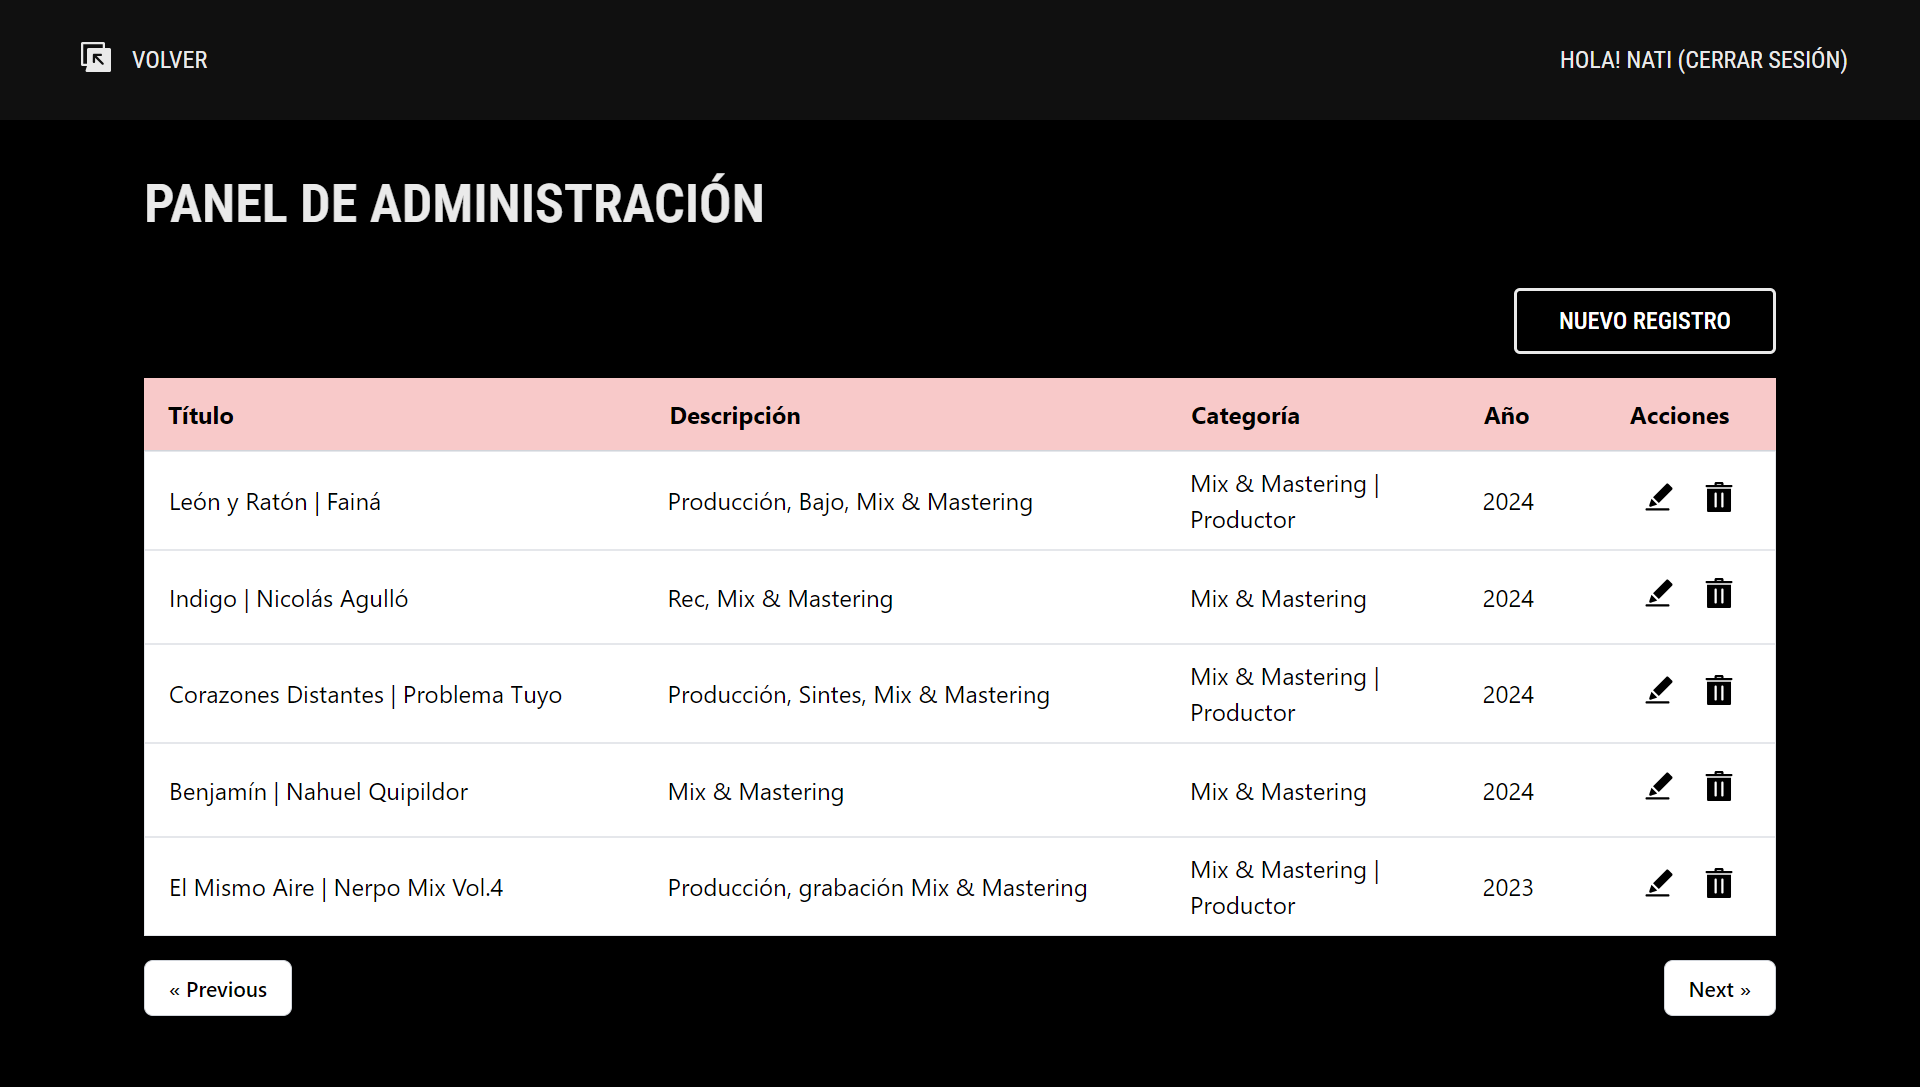 VOLVER
HOLA! NATI (CERRAR SESIÓN)
PANEL DE ADMINISTRACIÓN
NUEVO REGISTRO
Título Descripción Categoría Año Acciones
León y Ratón | Fainá Producción, Bajo, Mix & Mastering Mix & Mastering | 2024
Productor
Indigo | Nicolás Agulló Rec, Mix & Mastering Mix & Mastering 2024
Corazones Distantes | Problema Tuyo Producción, Sintes, Mix & Mastering Mix & Mastering | 2024
Productor
Benjamín | Nahuel Quipildor Mix & Mastering Mix & Mastering 2024
El Mismo Aire | Nerpo Mix Vol.4 Producción, grabación Mix & Mastering Mix & Mastering | 2023
Productor
« Previous
Next »